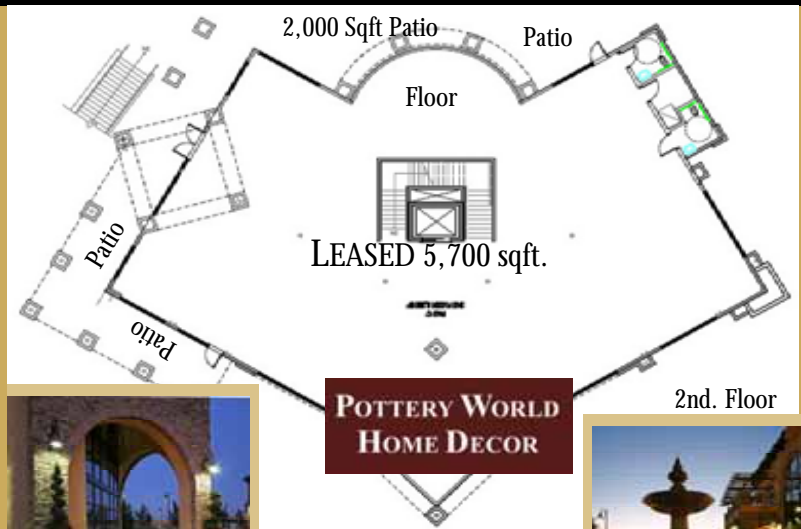 2,000 Sqft Patio
Patio
Floor
Patio
LEASED 5,700 sqft.
Patio
POTTERY WORLD
HOME DECOR
2nd. Floor